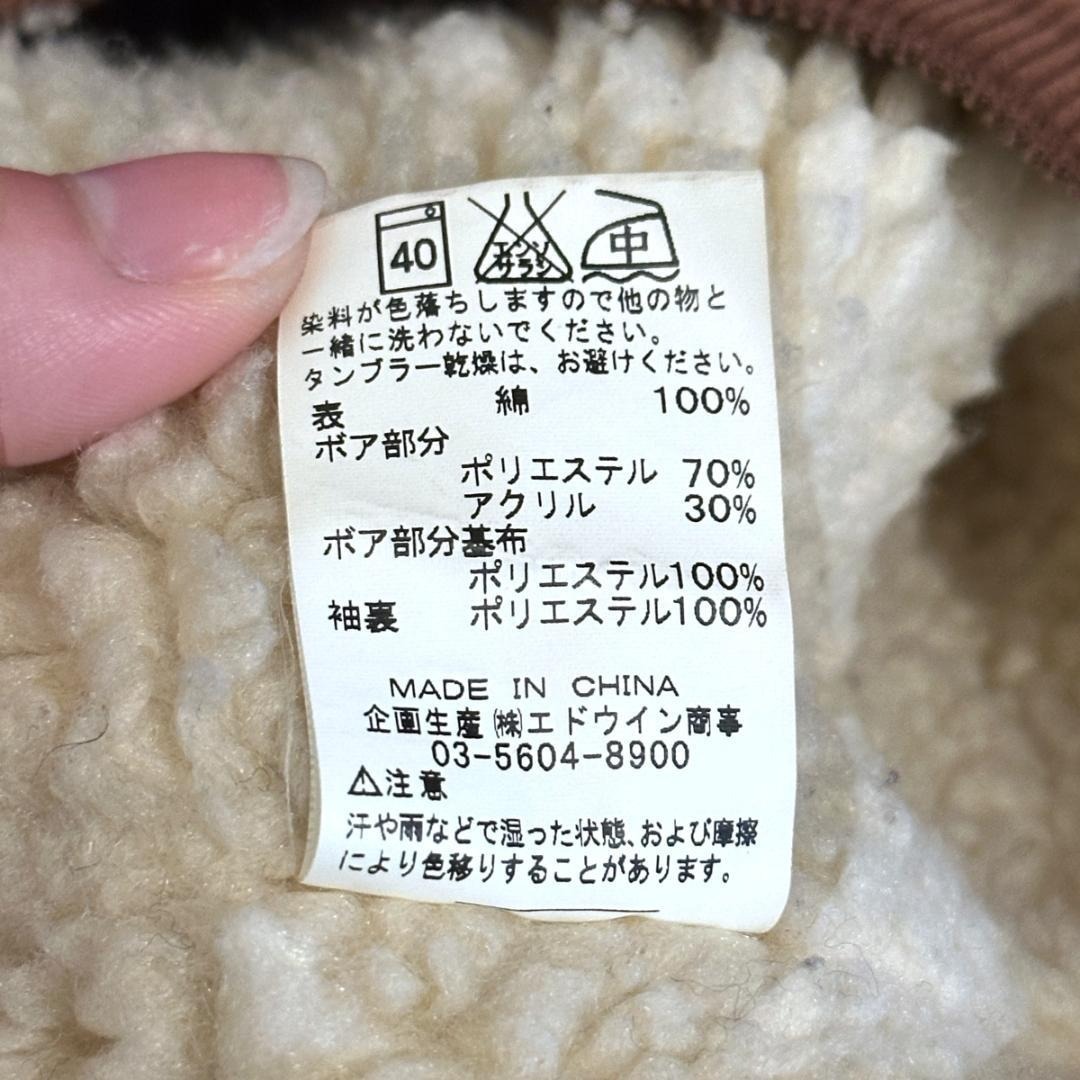 40 エンソサラシ 中
染料が色落ちしますので他の物と
一緒に洗わないでください。
タンブラー乾燥は、お避けください。
表 綿 100%
ボア部分
ポリエステル 70%
アクリル 30%
ボア部分基布
ポリエステル100%
袖裏 ポリエステル100%
MADE IN CHINA
企画生産㈱エドウイン商事
03-5604-8900
⚠注意
汗や雨などで湿った状態、および摩擦
により色移りすることがあります。